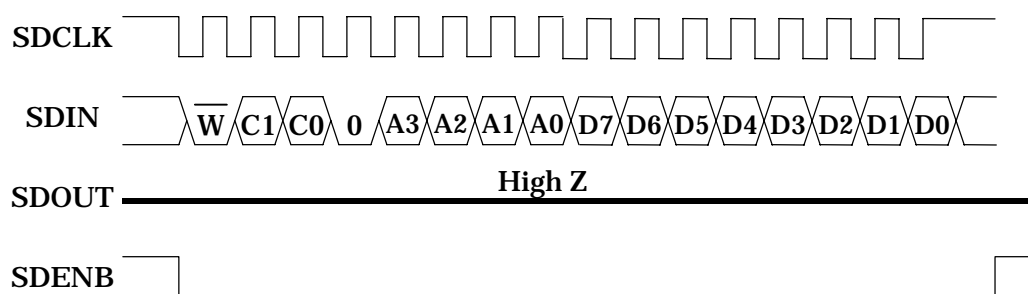 SDCLK
SDIN W̅ C1 C0 0 A3 A2 A1 A0 D7 D6 D5 D4 D3 D2 D1 D0
High Z
SDOUT
SDENB